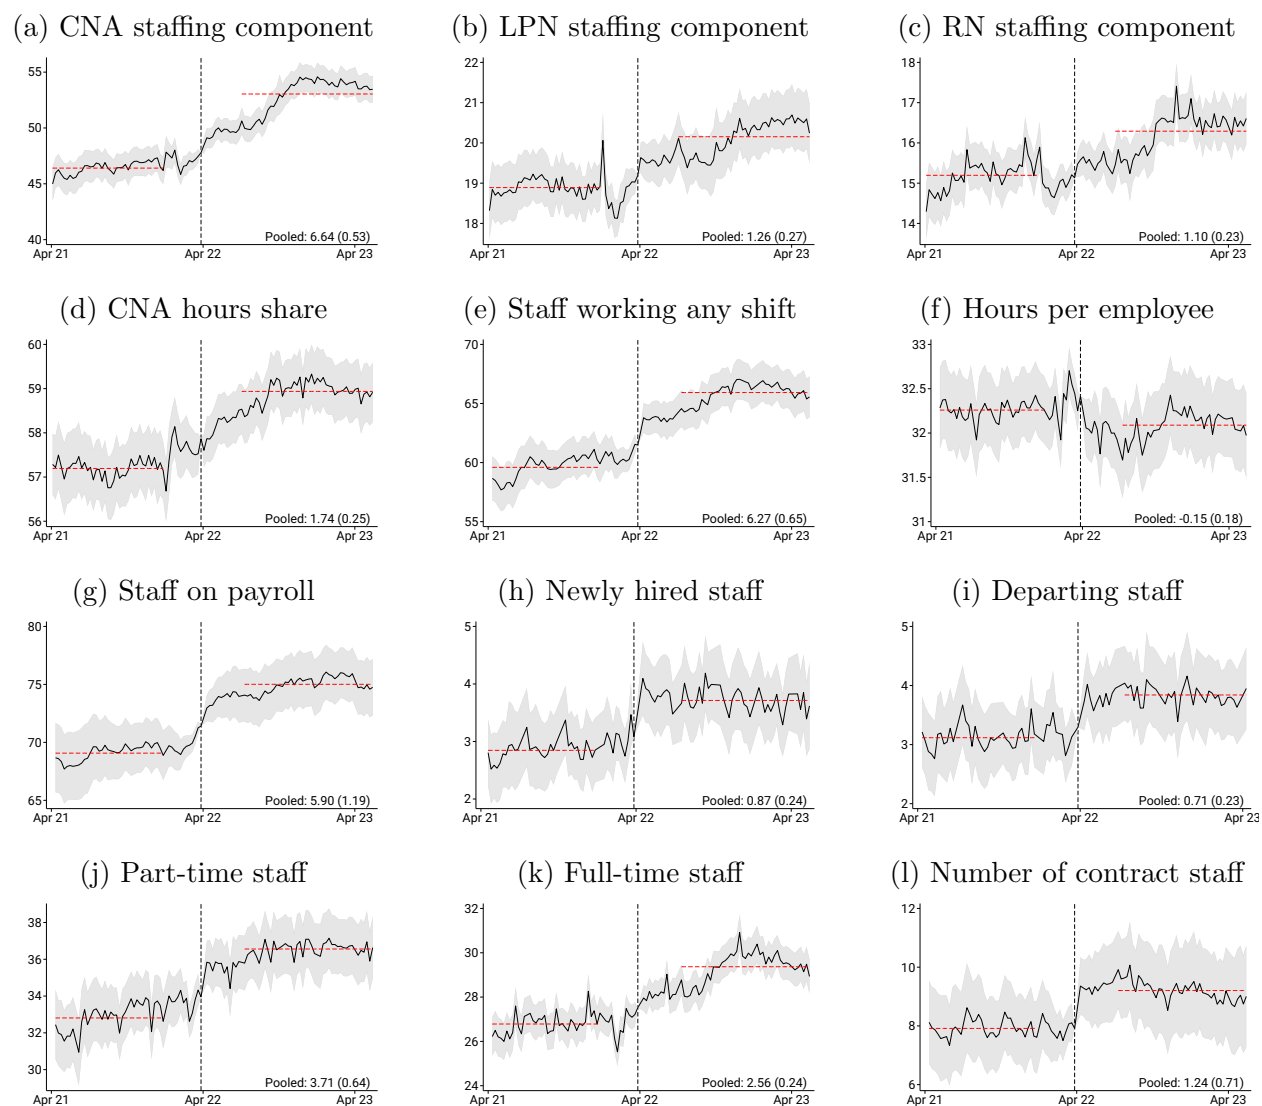 (a) CNA staffing component
55
50
45
40
Pooled: 6.64 (0.53)
Apr 21 Apr 22 Apr 23
(b) LPN staffing component
22
21
20
19
18
Pooled: 1.26 (0.27)
Apr 21 Apr 22 Apr 23
(c) RN staffing component
18
17
16
15
14
Pooled: 1.10 (0.23)
Apr 21 Apr 22 Apr 23
(d) CNA hours share
60
59
58
57
56
Pooled: 1.74 (0.25)
Apr 21 Apr 22 Apr 23
(e) Staff working any shift
70
65
60
55
Pooled: 6.27 (0.65)
Apr 21 Apr 22 Apr 23
(f) Hours per employee
33
32.5
32
31.5
31
Pooled: -0.15 (0.18)
Apr 21 Apr 22 Apr 23
(g) Staff on payroll
80
75
70
65
Pooled: 5.90 (1.19)
Apr 21 Apr 22 Apr 23
(h) Newly hired staff
5
4
3
2
Pooled: 0.87 (0.24)
Apr 21 Apr 22 Apr 23
(i) Departing staff
5
4
3
2
Pooled: 0.71 (0.23)
Apr 21 Apr 22 Apr 23
(j) Part-time staff
38
36
34
32
30
Pooled: 3.71 (0.64)
Apr 21 Apr 22 Apr 23
(k) Full-time staff
32
30
28
26
24
Pooled: 2.56 (0.24)
Apr 21 Apr 22 Apr 23
(l) Number of contract staff
12
10
8
6
Pooled: 1.24 (0.71)
Apr 21 Apr 22 Apr 23